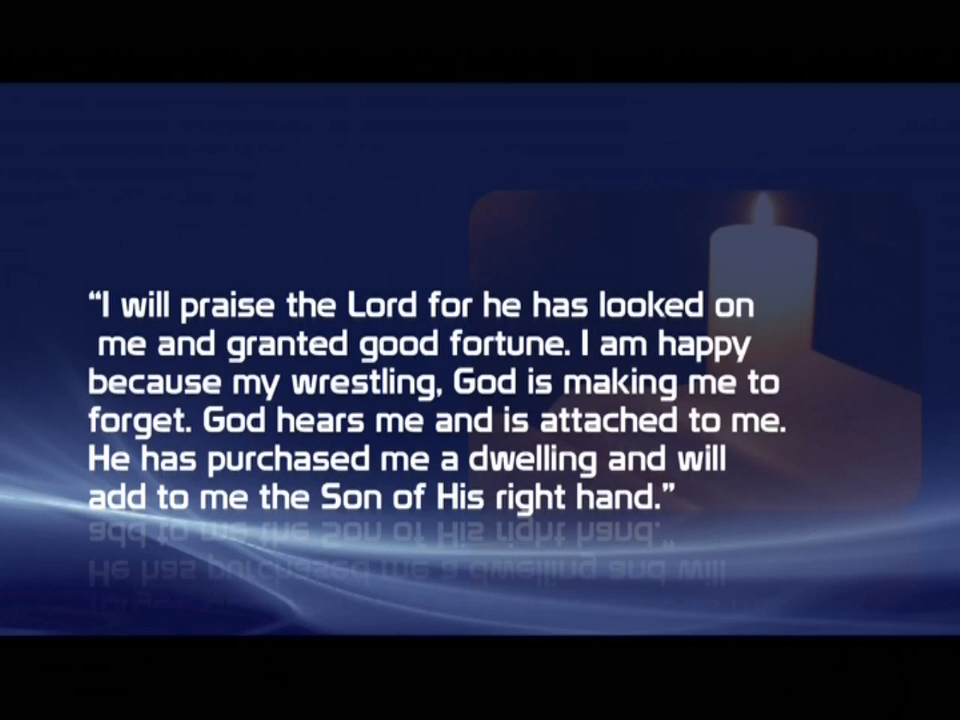 “I will praise the Lord for he has looked on
me and granted good fortune. I am happy
because my wrestling, God is making me to
forget. God hears me and is attached to me.
He has purchased me a dwelling and will
add to me the Son of His right hand.”